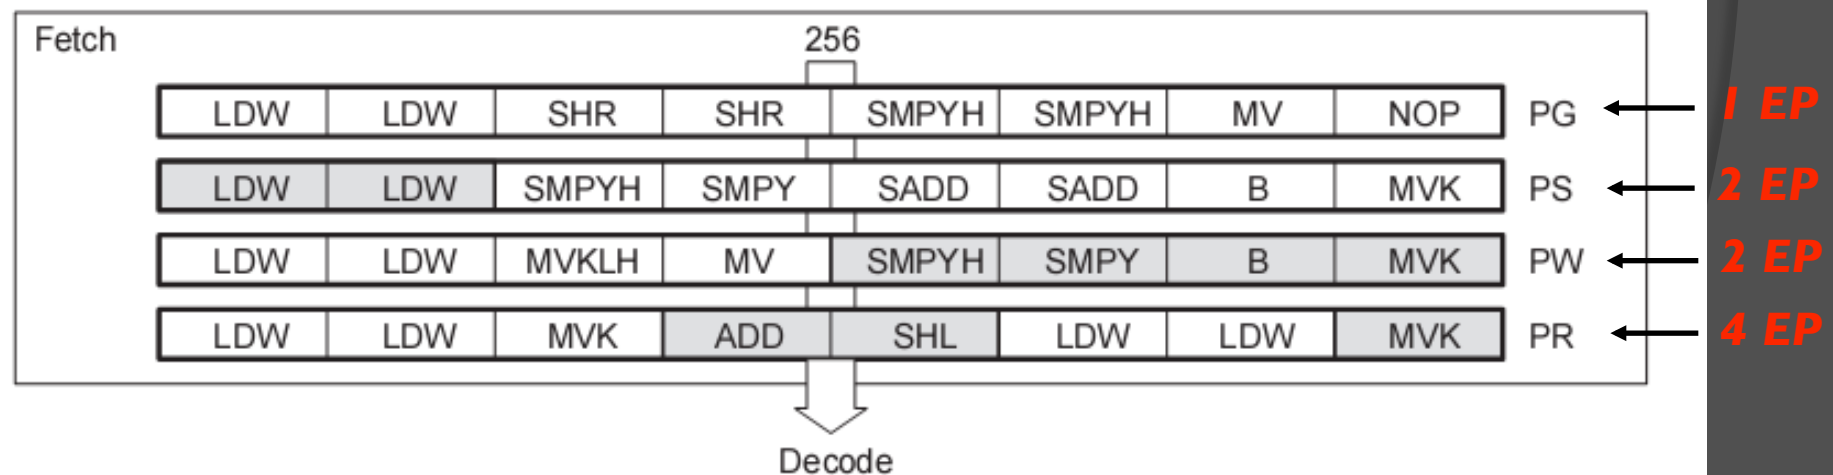 Fetch 256
LDW LDW SHR SHR SMPYH SMPYH MV NOP PG 1 EP
LDW LDW SMPYH SMPY SADD SADD B MVK PS 2 EP
LDW LDW MVKLH MV SMPYH SMPY B MVK PW 2 EP
LDW LDW MVK ADD SHL LDW LDW MVK PR 4 EP
Decode